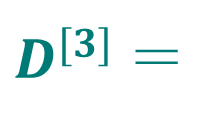 D^[3] =